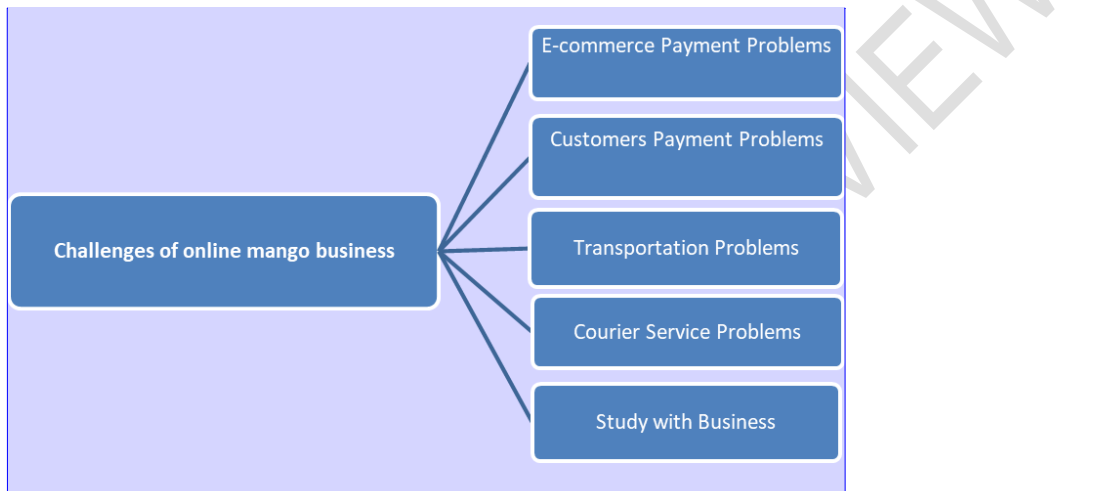 E-commerce Payment Problems
Customers Payment Problems
Challenges of online mango business
Transportation Problems
Courier Service Problems
Study with Business